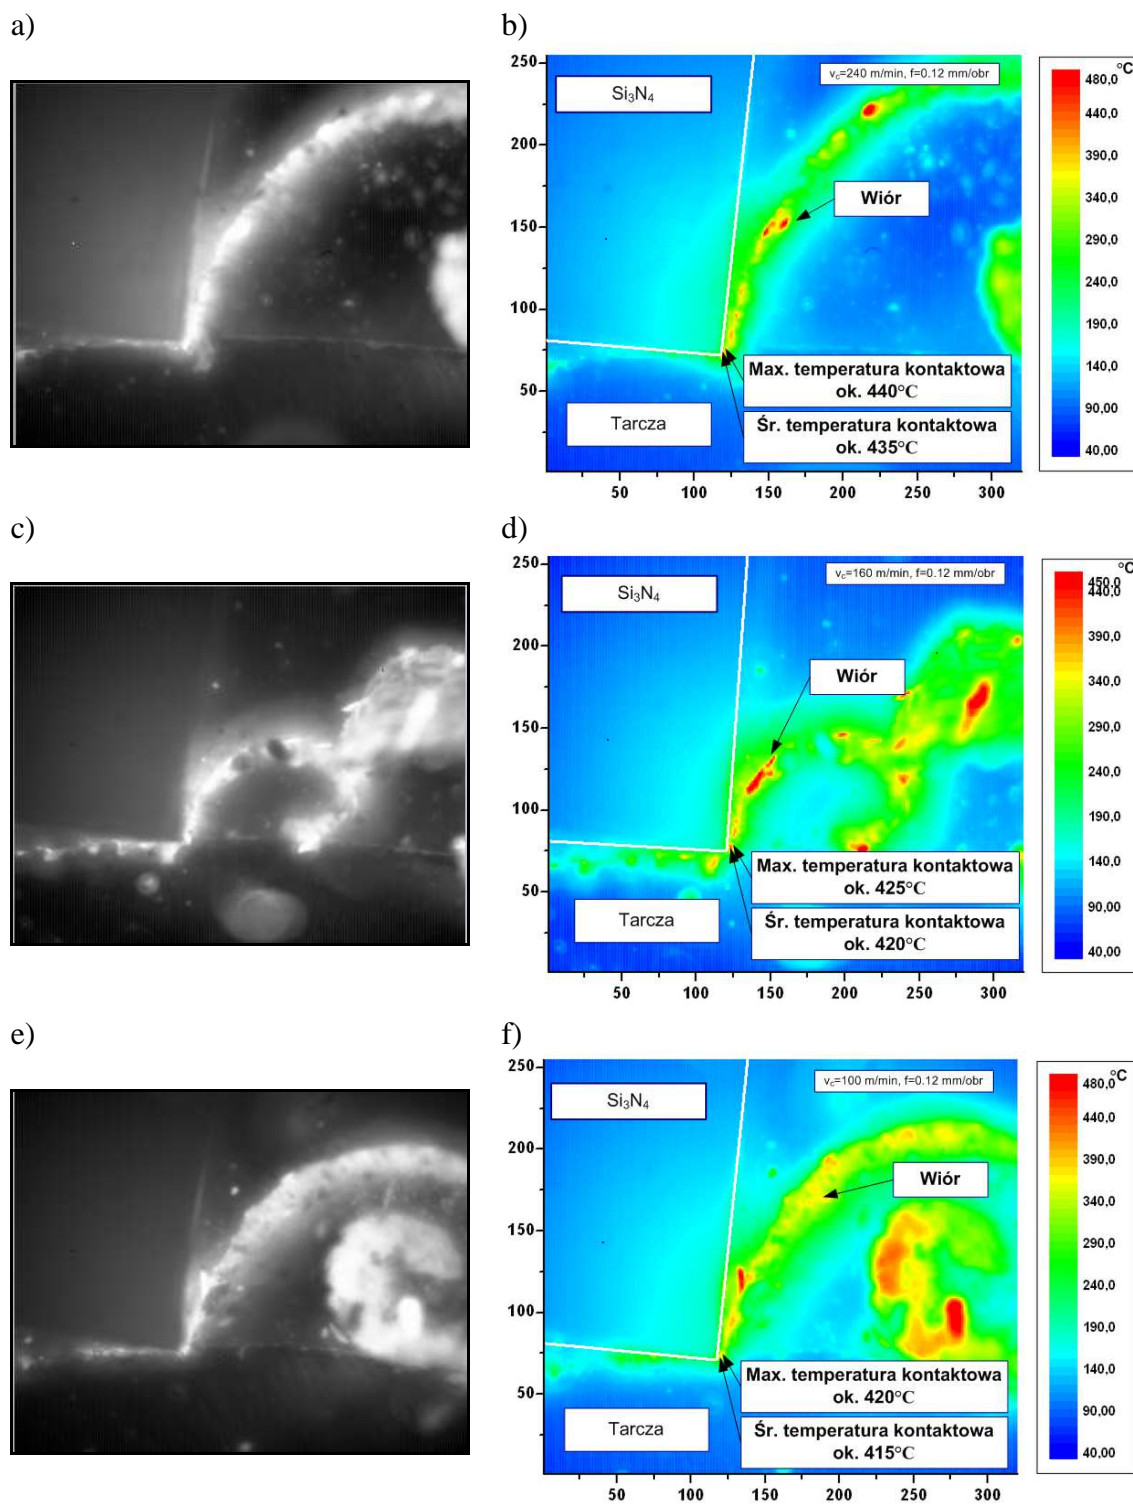 a)
b)
°C
v_c=240 m/min, f=0.12 mm/obr
Si₃N₄
Wiór
Max. temperatura kontaktowa
ok. 440°C
Śr. temperatura kontaktowa
ok. 435°C
Tarcza
250
200
150
100
50
50 100 150 200 250 300
480,0
440,0
390,0
340,0
290,0
240,0
190,0
140,0
90,00
40,00
c)
d)
°C
v_c=160 m/min, f=0.12 mm/obr
Si₃N₄
Wiór
Max. temperatura kontaktowa
ok. 425°C
Śr. temperatura kontaktowa
ok. 420°C
Tarcza
250
200
150
100
50
50 100 150 200 250 300
450,0
440,0
390,0
340,0
290,0
240,0
190,0
140,0
90,00
40,00
e)
f)
°C
v_c=100 m/min, f=0.12 mm/obr
Si₃N₄
Wiór
Max. temperatura kontaktowa
ok. 420°C
Śr. temperatura kontaktowa
ok. 415°C
Tarcza
250
200
150
100
50
50 100 150 200 250 300
480,0
440,0
390,0
340,0
290,0
240,0
190,0
140,0
90,00
40,00